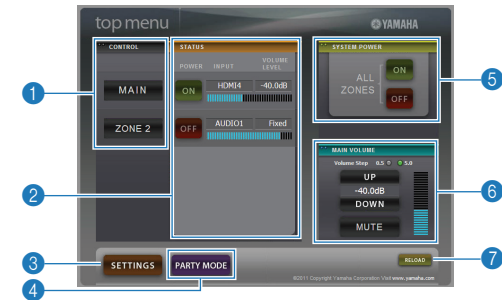 top menu
YAMAHA
CONTROL
MAIN
ZONE 2
STATUS
POWER INPUT VOLUME LEVEL
ON HDMI4 -40.0dB
OFF AUDIO1 Fixed
SYSTEM POWER
ALL ZONES
ON
OFF
MAIN VOLUME
Volume Step 0.5 5.0
UP
-40.0dB
DOWN
MUTE
SETTINGS
PARTY MODE
RELOAD
©2011 Copyright Yamaha Corporation Visit www.yamaha.com
1
2
3
4
5
6
7